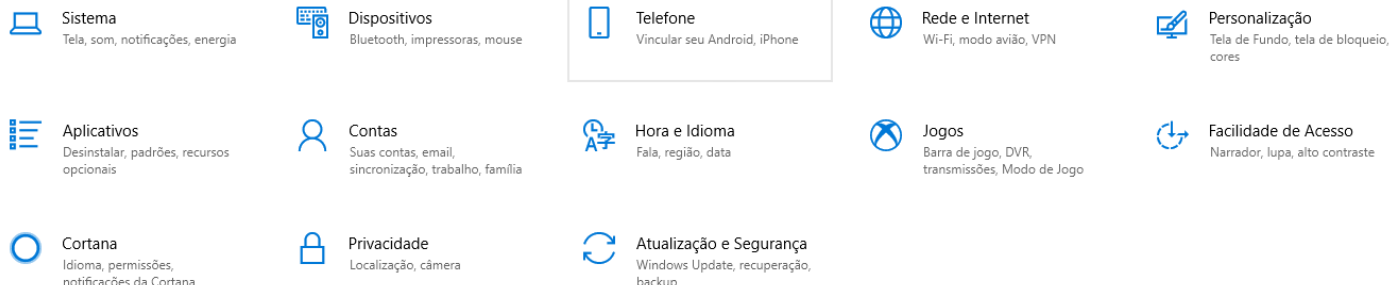 Sistema
Tela, som, notificações, energia
Dispositivos
Bluetooth, impressoras, mouse
Telefone
Vincular seu Android, iPhone
Rede e Internet
Wi-Fi, modo avião, VPN
Personalização
Tela de Fundo, tela de bloqueio,
cores
Aplicativos
Desinstalar, padrões, recursos
opcionais
Contas
Suas contas, email,
sincronização, trabalho, família
Hora e Idioma
Fala, região, data
Jogos
Barra de jogo, DVR,
transmissões, Modo de Jogo
Facilidade de Acesso
Narrador, lupa, alto contraste
Cortana
Idioma, permissões,
notificações da Cortana
Privacidade
Localização, câmera
Atualização e Segurança
Windows Update, recuperação,
backup